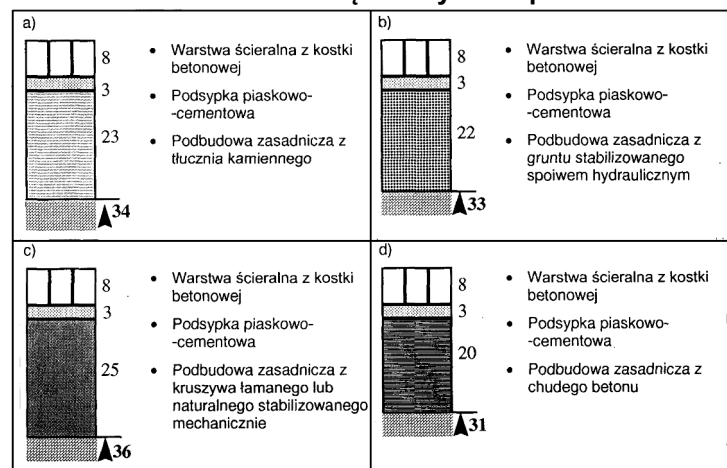 a)
8
3
23
34
• Warstwa ścieralna z kostki
betonowej
• Podsypka piaskowo-
-cementowa
• Podbudowa zasadnicza z
tłucznia kamiennego
b)
8
3
22
33
• Warstwa ścieralna z kostki
betonowej
• Podsypka piaskowo-
-cementowa
• Podbudowa zasadnicza z
gruntu stabilizowanego
spoiwem hydraulicznym
c)
8
3
25
36
• Warstwa ścieralna z kostki
betonowej
• Podsypka piaskowo-
-cementowa
• Podbudowa zasadnicza z
kruszywa łamanego lub
naturalnego stabilizowanego
mechanicznie
d)
8
3
20
31
• Warstwa ścieralna z kostki
betonowej
• Podsypka piaskowo-
-cementowa
• Podbudowa zasadnicza z
chudego betonu